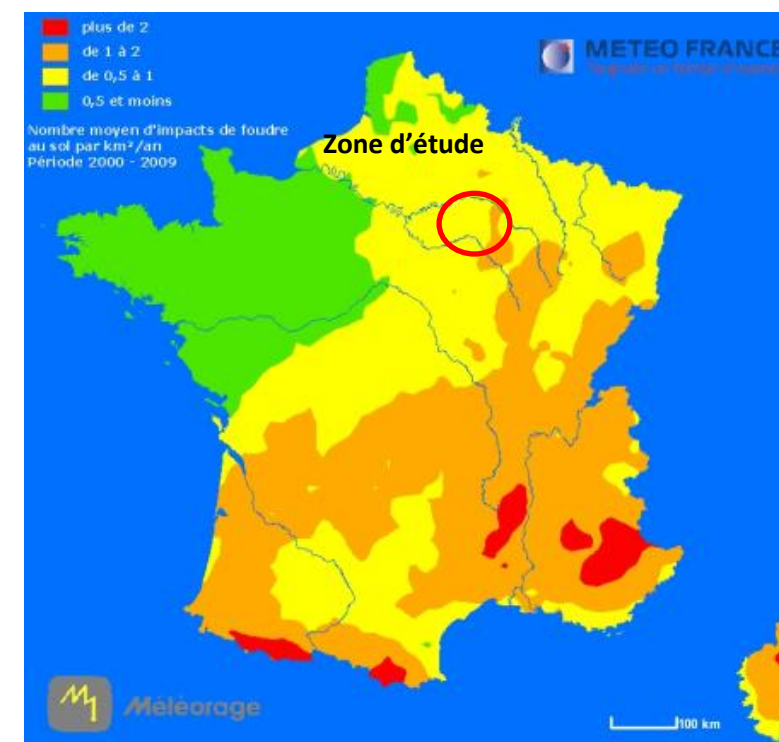 plus de 2
de 1 à 2
de 0,5 à 1
0,5 et moins
METEO FRANCE
Nombre moyen d'impacts de foudre
au sol par km²/an
Période 2000 - 2009
Zone d'étude
Météorage
100 km